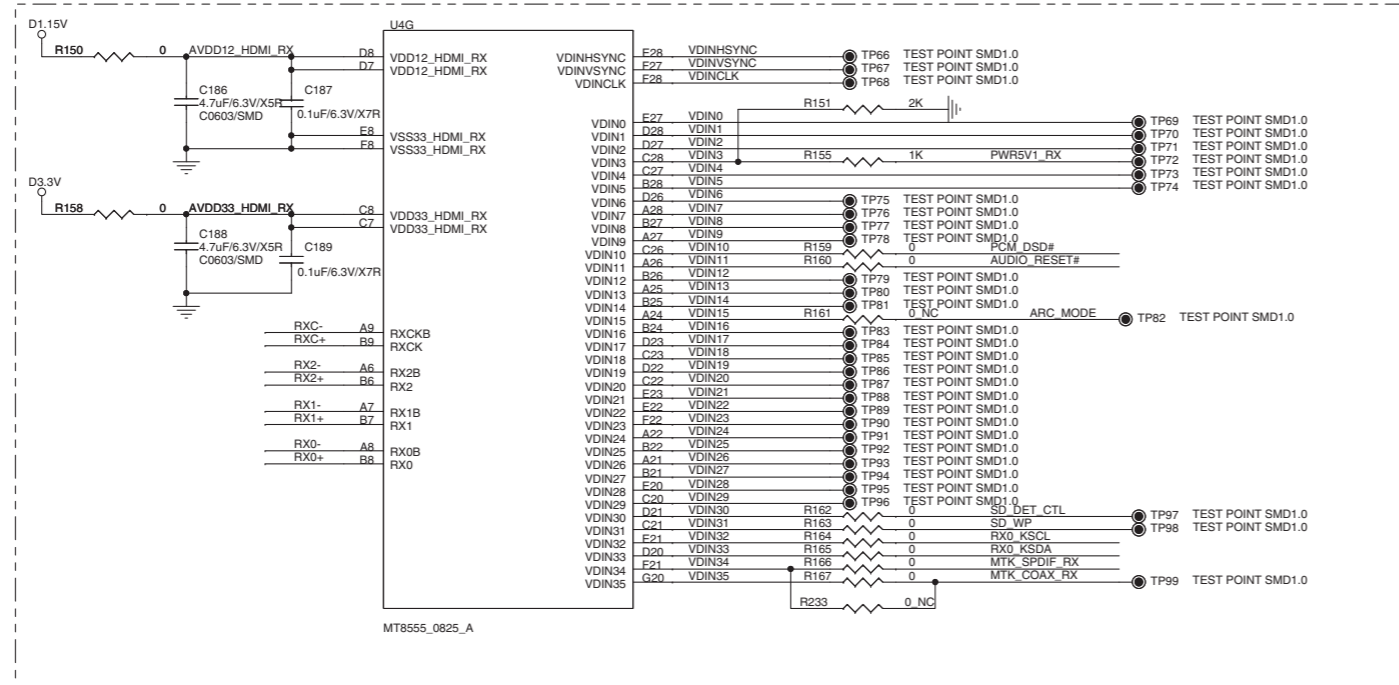 D1.15V
R150 0 AVDD12_HDMI_RX
C186
4.7uF/6.3V/X5R
C0603/SMD
C187
0.1uF/6.3V/X7R
D3.3V
R158 0 AVDD33_HDMI_RX
C188
4.7uF/6.3V/X5R
C0603/SMD
C189
0.1uF/6.3V/X7R
RXC- A9 RXCKB
RXC+ B9 RXCK
RX2- A6 RX2B
RX2+ B6 RX2
RX1- A7 RX1B
RX1+ B7 RX1
RX0- A8 RX0B
RX0+ B8 RX0
U4G
D8 VDD12_HDMI_RX
D7 VDD12_HDMI_RX
E8 VSS33_HDMI_RX
F8 VSS33_HDMI_RX
C8 VDD33_HDMI_RX
C7 VDD33_HDMI_RX
MT8555_0825_A
VDINHSYNC E28 VDINHSYNC TP66 TEST POINT SMD1.0
VDINVSYNC F27 VDINVSYNC TP67 TEST POINT SMD1.0
VDINCLK F28 VDINCLK TP68 TEST POINT SMD1.0
R151 2K
VDIN0 E27 VDIN0 TP69 TEST POINT SMD1.0
VDIN1 D28 VDIN1 TP70 TEST POINT SMD1.0
VDIN2 D27 VDIN2 TP71 TEST POINT SMD1.0
VDIN3 C28 VDIN3 R155 1K PWR5V1_RX TP72 TEST POINT SMD1.0
VDIN4 C27 VDIN4 TP73 TEST POINT SMD1.0
VDIN5 B28 VDIN5 TP74 TEST POINT SMD1.0
VDIN6 D26 VDIN6 TP75 TEST POINT SMD1.0
VDIN7 A28 VDIN7 TP76 TEST POINT SMD1.0
VDIN8 B27 VDIN8 TP77 TEST POINT SMD1.0
VDIN9 A27 VDIN9 TP78 TEST POINT SMD1.0
VDIN10 C26 VDIN10 R159 0 PCM_DSD#
VDIN11 A26 VDIN11 R160 0 AUDIO_RESET#
VDIN12 B26 VDIN12 TP79 TEST POINT SMD1.0
VDIN13 A25 VDIN13 TP80 TEST POINT SMD1.0
VDIN14 B25 VDIN14 TP81 TEST POINT SMD1.0
VDIN15 A24 VDIN15 R161 0_NC ARC_MODE TP82 TEST POINT SMD1.0
VDIN16 B24 VDIN16 TP83 TEST POINT SMD1.0
VDIN17 D23 VDIN17 TP84 TEST POINT SMD1.0
VDIN18 C23 VDIN18 TP85 TEST POINT SMD1.0
VDIN19 D22 VDIN19 TP86 TEST POINT SMD1.0
VDIN20 C22 VDIN20 TP87 TEST POINT SMD1.0
VDIN21 E23 VDIN21 TP88 TEST POINT SMD1.0
VDIN22 E22 VDIN22 TP89 TEST POINT SMD1.0
VDIN23 F22 VDIN23 TP90 TEST POINT SMD1.0
VDIN24 A22 VDIN24 TP91 TEST POINT SMD1.0
VDIN25 B22 VDIN25 TP92 TEST POINT SMD1.0
VDIN26 A21 VDIN26 TP93 TEST POINT SMD1.0
VDIN27 B21 VDIN27 TP94 TEST POINT SMD1.0
VDIN28 E20 VDIN28 TP95 TEST POINT SMD1.0
VDIN29 C20 VDIN29 TP96 TEST POINT SMD1.0
VDIN30 D21 VDIN30 R162 0 SD_DET_CTL TP97 TEST POINT SMD1.0
VDIN31 C21 VDIN31 R163 0 SD_WP TP98 TEST POINT SMD1.0
VDIN32 E21 VDIN32 R164 0 RX0_KSCL
VDIN33 D20 VDIN33 R165 0 RX0_KSDA
VDIN34 F21 VDIN34 R166 0 MTK_SPDIF_RX
VDIN35 G20 VDIN35 R167 0 MTK_COAX_RX TP99 TEST POINT SMD1.0
R233 0_NC